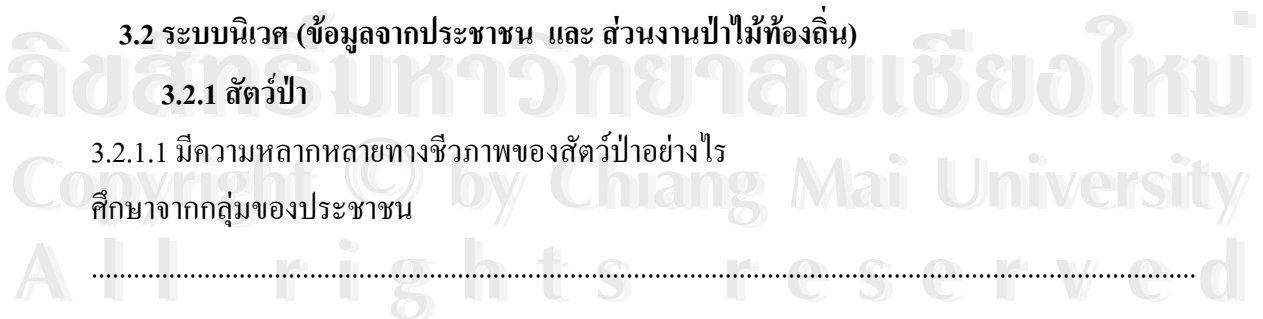 3.2 ระบบนิเวศ (ข้อมูลจากประชาชน และ ส่วนงานป่าไม้ท้องถิ่น)
ลิขสิทธิ์มหาวิทยาลัยเชียงใหม่
3.2.1 สัตว์ป่า
3.2.1.1 มีความหลากหลายทางชีวภาพของสัตว์ป่าอย่างไร
Copyright © by Chiang Mai University
ศึกษาจากกลุ่มของประชาชน
All rights reserved
..............................................................................................................................................................